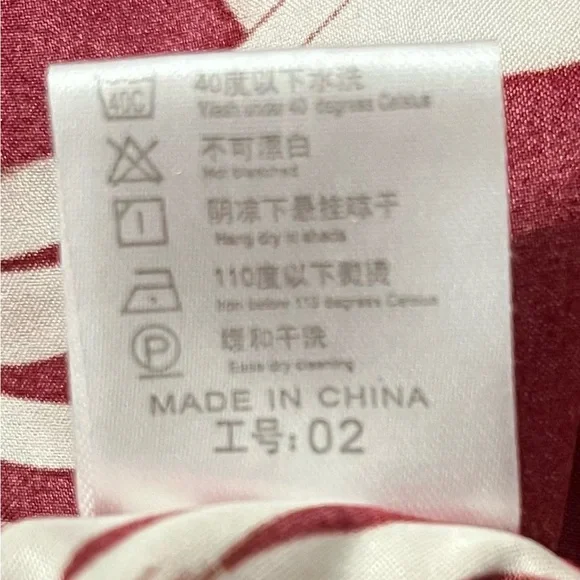 40C 40度以下水洗
Wash under 40 degrees Celsius
不可漂白
Not bleached
阴凉下悬挂晾干
Hang dry in shade
110度以下熨烫
Iron below 110 degrees Celsius
P 缓和干洗
Ease dry cleaning
MADE IN CHINA
工号: 02